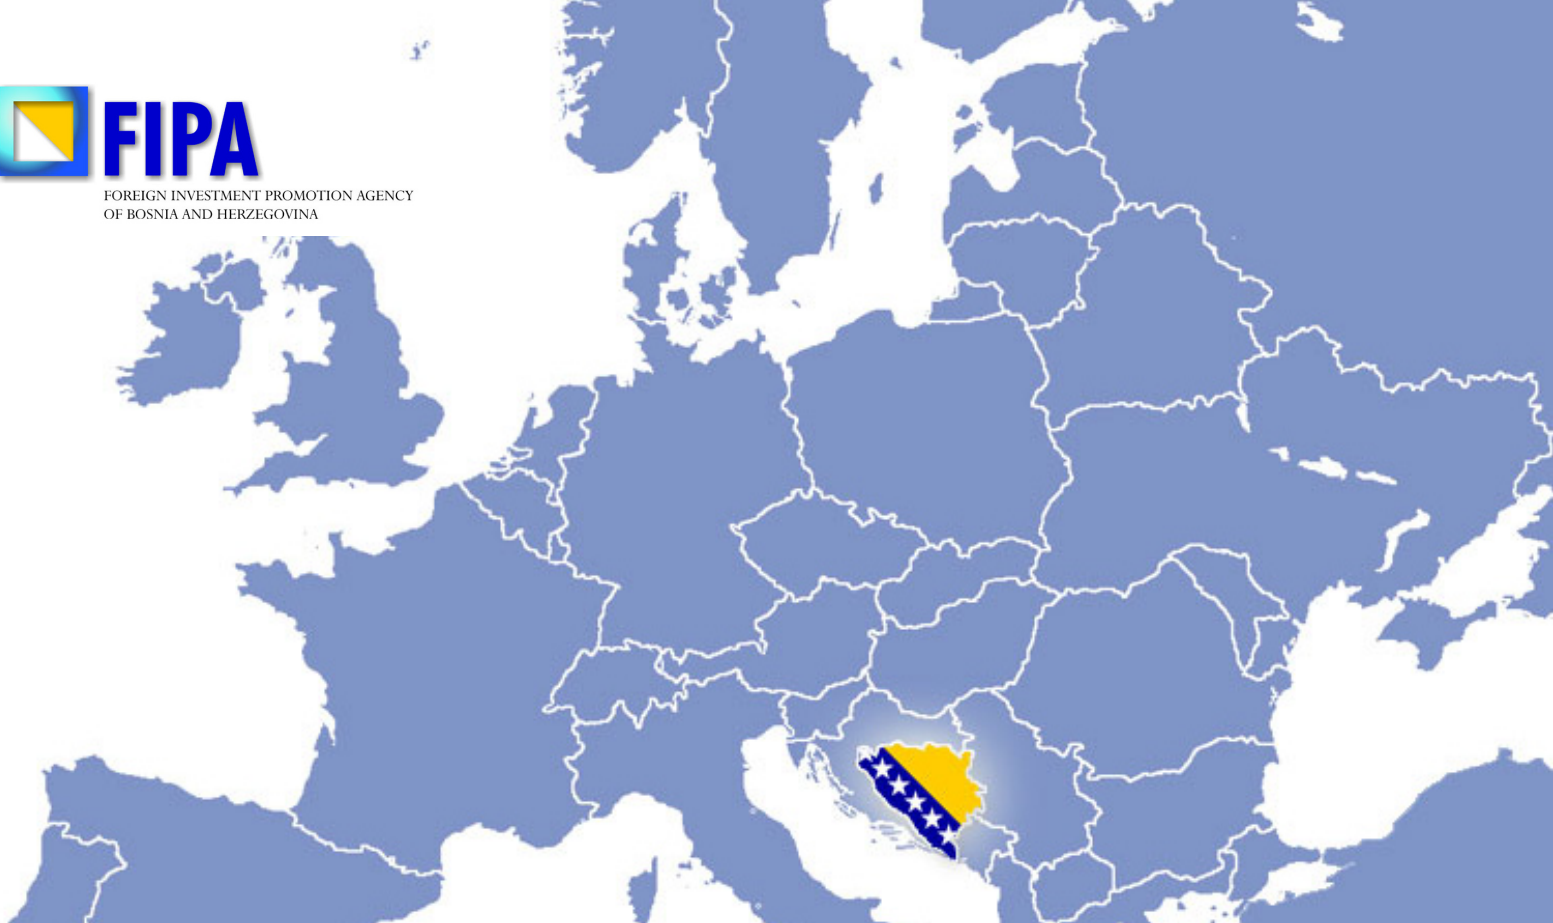 FIPA
FOREIGN INVESTMENT PROMOTION AGENCY
OF BOSNIA AND HERZEGOVINA